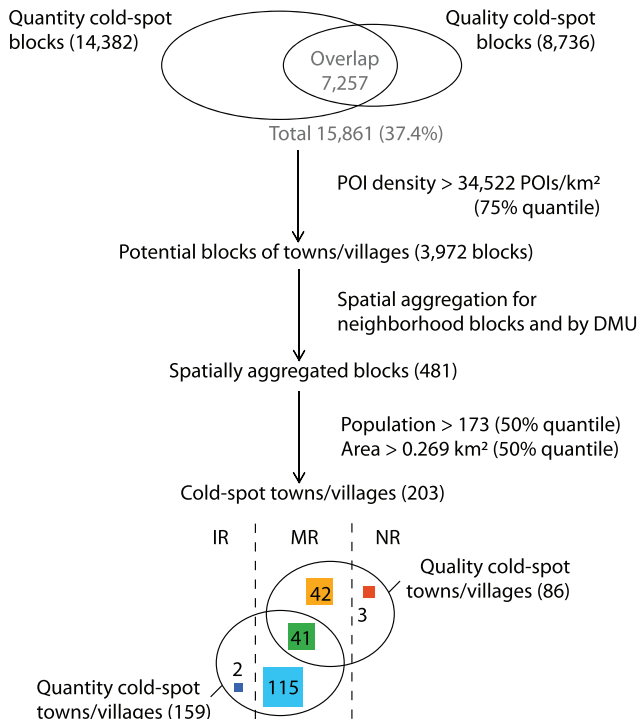 Quantity cold-spot
blocks (14,382)
Quality cold-spot
blocks (8,736)
Overlap
7,257
Total 15,861 (37.4%)
POI density > 34,522 POIs/km²
(75% quantile)
Potential blocks of towns/villages (3,972 blocks)
Spatial aggregation for
neighborhood blocks and by DMU
Spatially aggregated blocks (481)
Population > 173 (50% quantile)
Area > 0.269 km² (50% quantile)
Cold-spot towns/villages (203)
IR
MR
NR
Quality cold-spot
towns/villages (86)
42
3
41
2
115
Quantity cold-spot
towns/villages (159)